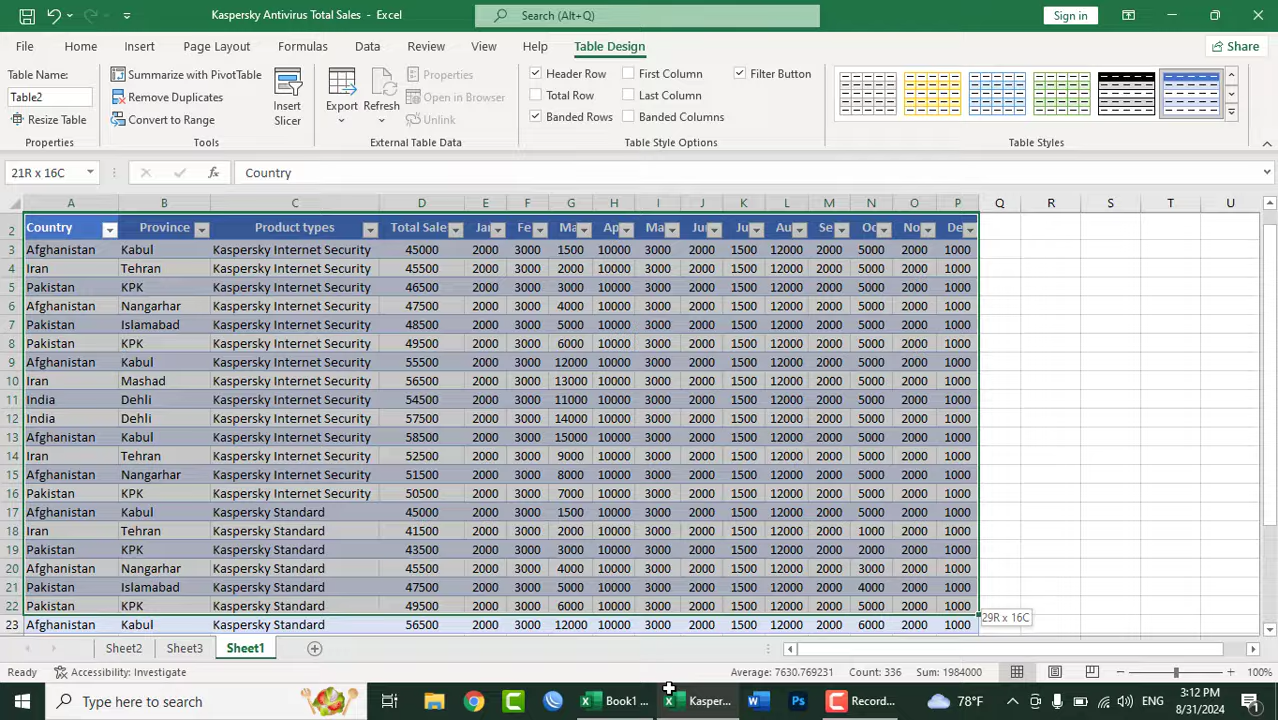 Kaspersky Antivirus Total Sales - Excel
Search (Alt+Q)
Sign in
File Home Insert Page Layout Formulas Data Review View Help Table Design Share
Table Name:
Table2
Resize Table
Properties
Summarize with PivotTable
Remove Duplicates
Convert to Range
Tools
Insert
Slicer
Export
Refresh
Properties
Open in Browser
Unlink
External Table Data
Header Row First Column Filter Button
Total Row Last Column
Banded Rows Banded Columns
Table Style Options
Table Styles
21R x 16C
fx
Country
A B C D E F G H I J K L M N O P Q R S T U
2 Country Province Product types Total Sale Jan Fe Ma Ap Ma Ju Ju Au Se Oc No De
3 Afghanistan Kabul Kaspersky Internet Security 45000 2000 3000 1500 10000 3000 2000 1500 12000 2000 5000 2000 1000
4 Iran Tehran Kaspersky Internet Security 45500 2000 3000 2000 10000 3000 2000 1500 12000 2000 5000 2000 1000
5 Pakistan KPK Kaspersky Internet Security 46500 2000 3000 3000 10000 3000 2000 1500 12000 2000 5000 2000 1000
6 Afghanistan Nangarhar Kaspersky Internet Security 47500 2000 3000 4000 10000 3000 2000 1500 12000 2000 5000 2000 1000
7 Pakistan Islamabad Kaspersky Internet Security 48500 2000 3000 5000 10000 3000 2000 1500 12000 2000 5000 2000 1000
8 Pakistan KPK Kaspersky Internet Security 49500 2000 3000 6000 10000 3000 2000 1500 12000 2000 5000 2000 1000
9 Afghanistan Kabul Kaspersky Internet Security 55500 2000 3000 12000 10000 3000 2000 1500 12000 2000 5000 2000 1000
10 Iran Mashad Kaspersky Internet Security 56500 2000 3000 13000 10000 3000 2000 1500 12000 2000 5000 2000 1000
11 India Dehli Kaspersky Internet Security 54500 2000 3000 11000 10000 3000 2000 1500 12000 2000 5000 2000 1000
12 India Dehli Kaspersky Internet Security 57500 2000 3000 14000 10000 3000 2000 1500 12000 2000 5000 2000 1000
13 Afghanistan Kabul Kaspersky Internet Security 58500 2000 3000 15000 10000 3000 2000 1500 12000 2000 5000 2000 1000
14 Iran Tehran Kaspersky Internet Security 52500 2000 3000 9000 10000 3000 2000 1500 12000 2000 5000 2000 1000
15 Afghanistan Nangarhar Kaspersky Internet Security 51500 2000 3000 8000 10000 3000 2000 1500 12000 2000 5000 2000 1000
16 Pakistan KPK Kaspersky Internet Security 50500 2000 3000 7000 10000 3000 2000 1500 12000 2000 5000 2000 1000
17 Afghanistan Kabul Kaspersky Standard 45000 2000 3000 1500 10000 3000 2000 1500 12000 2000 5000 2000 1000
18 Iran Tehran Kaspersky Standard 41500 2000 3000 2000 10000 3000 2000 1500 12000 2000 1000 2000 1000
19 Pakistan KPK Kaspersky Standard 43500 2000 3000 3000 10000 3000 2000 1500 12000 2000 2000 2000 1000
20 Afghanistan Nangarhar Kaspersky Standard 45500 2000 3000 4000 10000 3000 2000 1500 12000 2000 3000 2000 1000
21 Pakistan Islamabad Kaspersky Standard 47500 2000 3000 5000 10000 3000 2000 1500 12000 2000 4000 2000 1000
22 Pakistan KPK Kaspersky Standard 49500 2000 3000 6000 10000 3000 2000 1500 12000 2000 5000 2000 1000
23 Afghanistan Kabul Kaspersky Standard 56500 2000 3000 12000 10000 3000 2000 1500 12000 2000 6000 2000 1000
29R x 16C
Sheet2 Sheet3 Sheet1
Ready Accessibility: Investigate Average: 7630.769231 Count: 336 Sum: 1984000 100%
Type here to search
Book1 ...
Kasper...
Record...
78°F
ENG
3:12 PM
8/31/2024
1